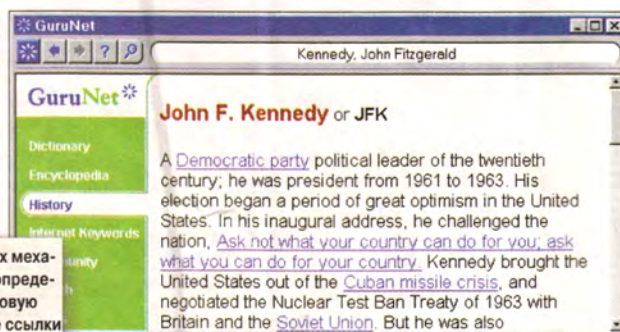 GuruNet
Kennedy, John Fitzgerald
GuruNet
Dictionary
Encyclopedia
History
Internet Keywords
John F. Kennedy or JFK
A Democratic party political leader of the twentieth
century; he was president from 1961 to 1963. His
election began a period of great optimism in the United
States. In his inaugural address, he challenged the
nation, Ask not what your country can do for you; ask
what you can do for your country. Kennedy brought the
United States out of the Cuban missile crisis, and
negotiated the Nuclear Test Ban Treaty of 1963 with
Britain and the Soviet Union. But he was also
х меха-
опреде-
овую
ссылки